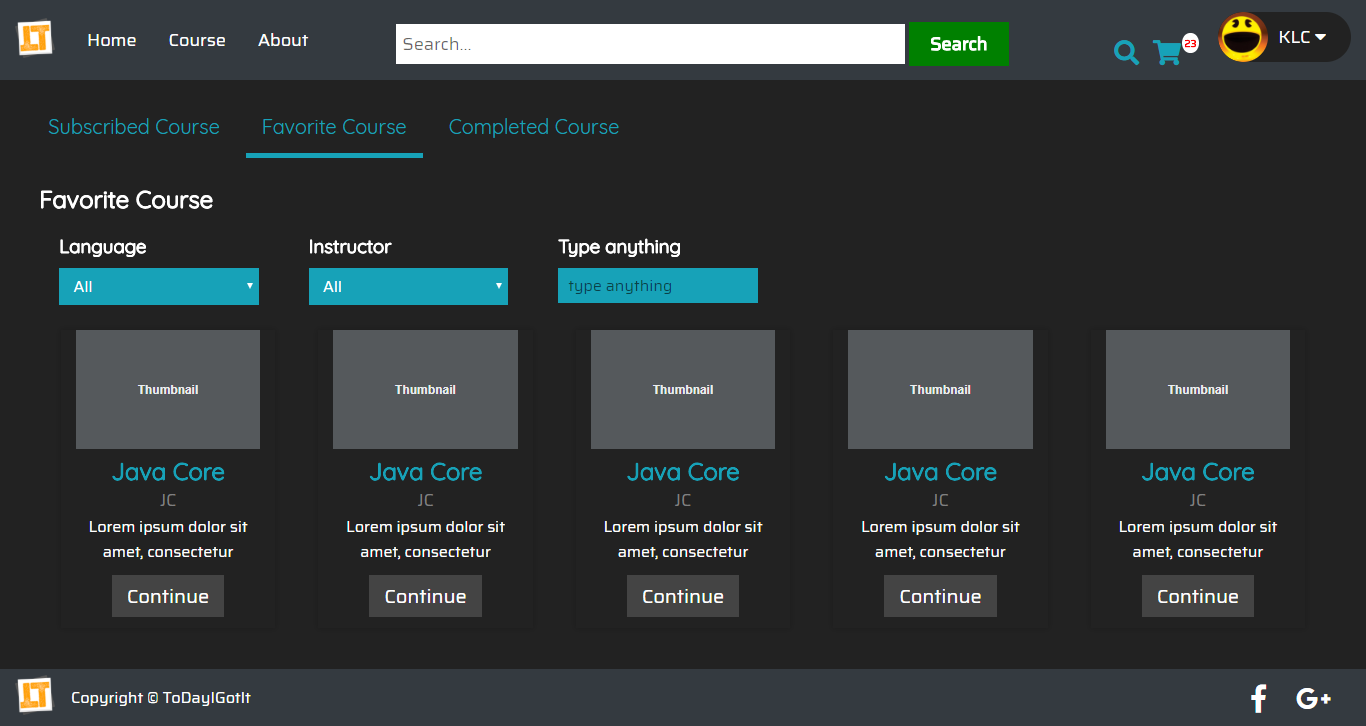 LT
Home Course About Search... Search 23 KLC
Subscribed Course Favorite Course Completed Course
Favorite Course
Language Instructor Type anything
All All type anything
Thumbnail Thumbnail Thumbnail Thumbnail Thumbnail
Java Core Java Core Java Core Java Core Java Core
JC JC JC JC JC
Lorem ipsum dolor sit Lorem ipsum dolor sit Lorem ipsum dolor sit Lorem ipsum dolor sit Lorem ipsum dolor sit
amet, consectetur amet, consectetur amet, consectetur amet, consectetur amet, consectetur
Continue Continue Continue Continue Continue
LT Copyright © ToDayIGotIt f G+